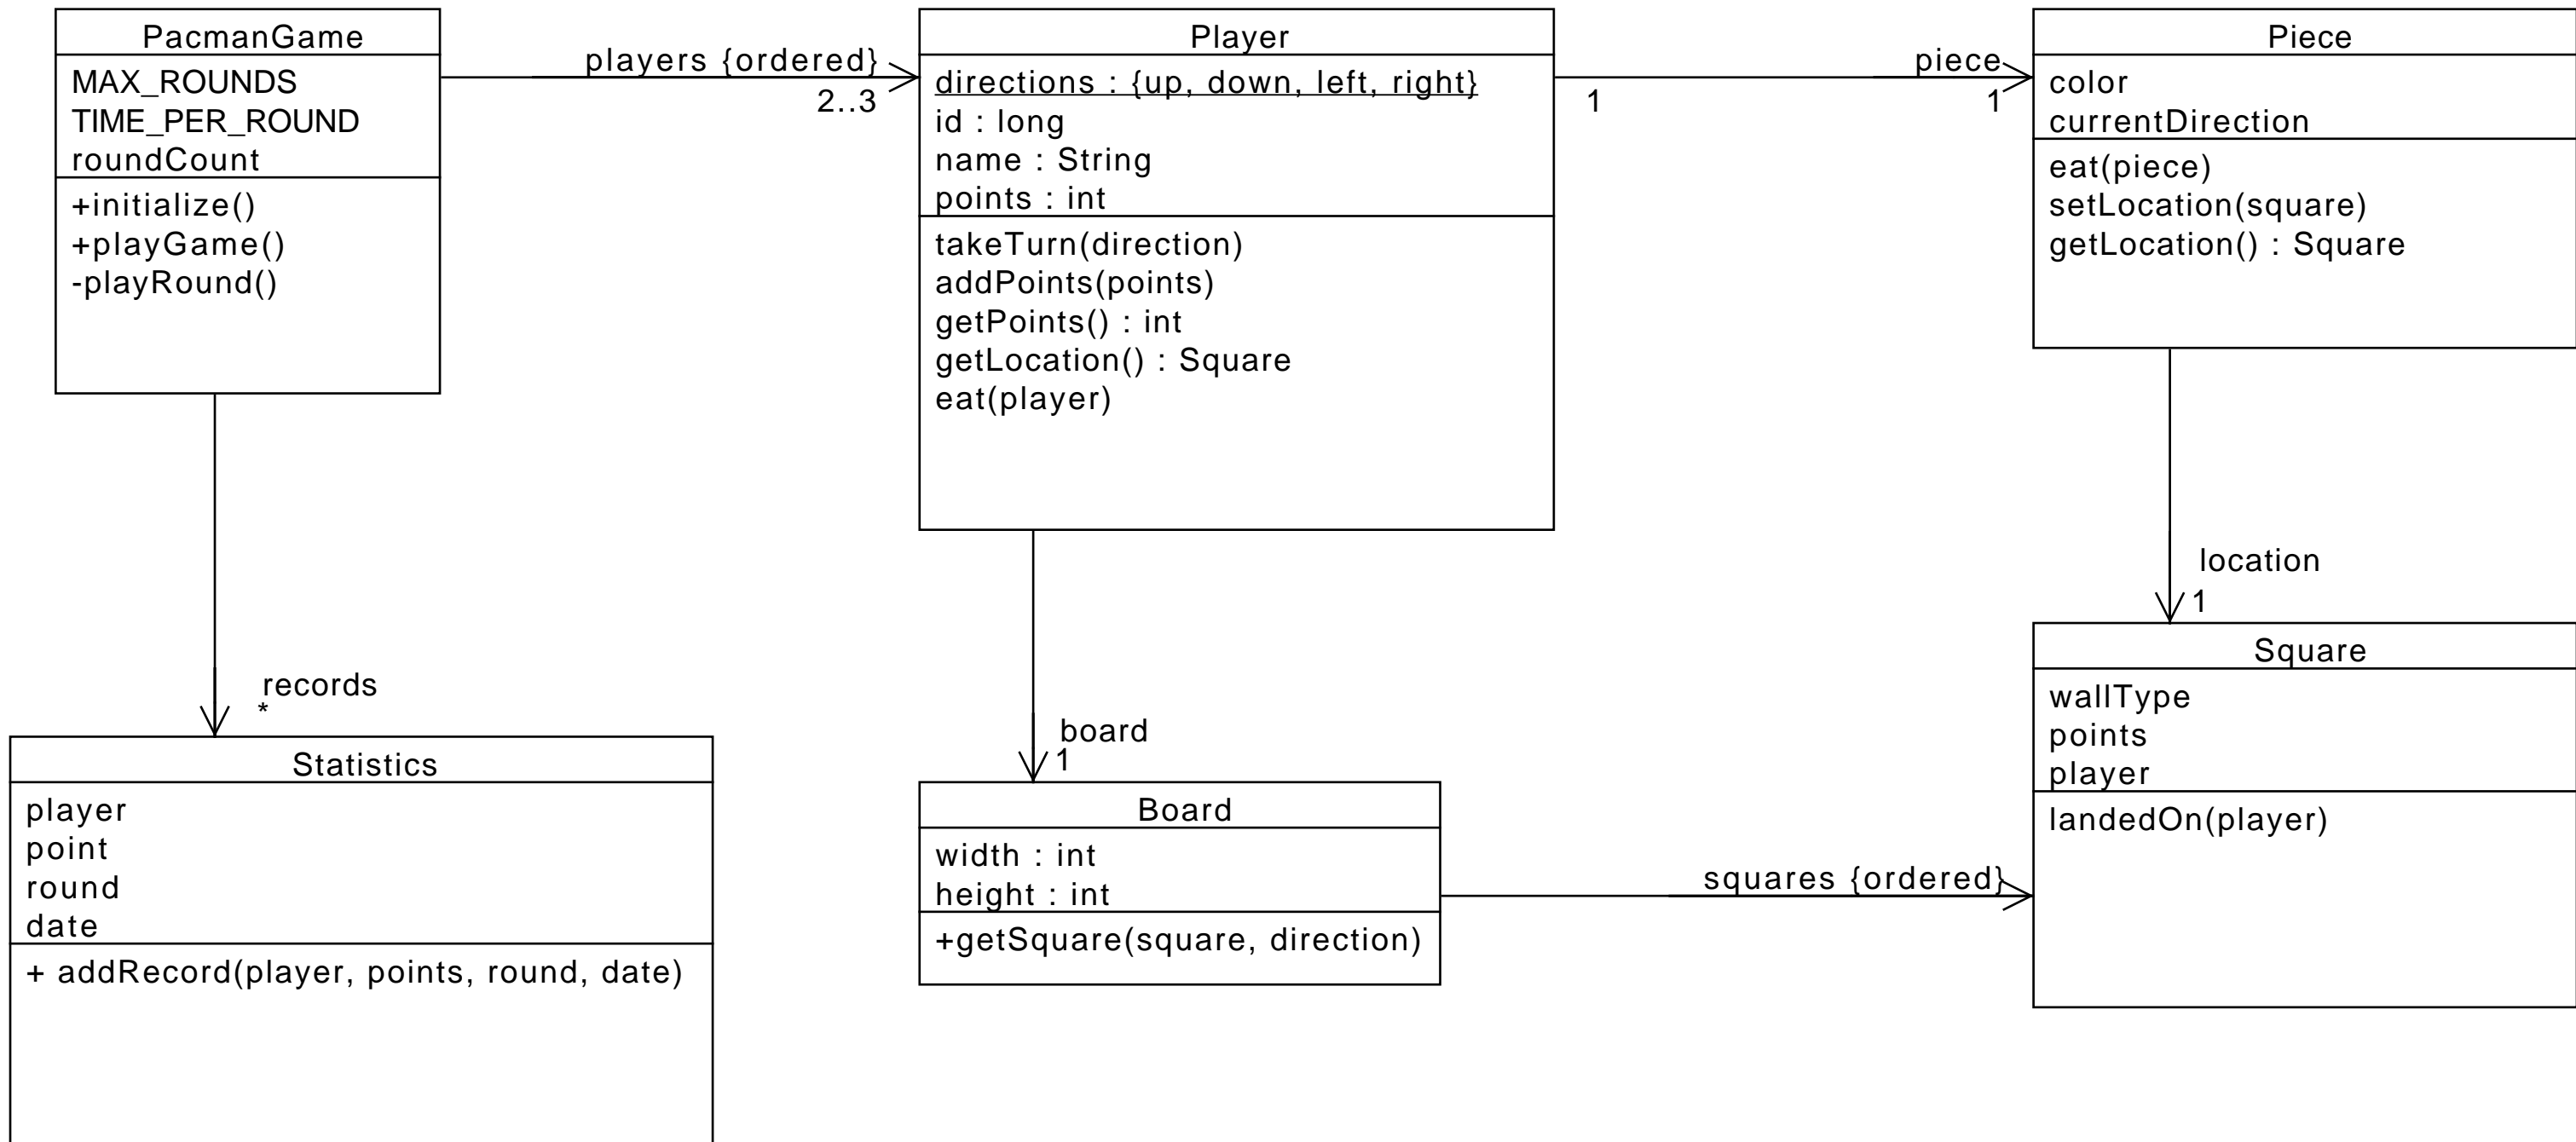 PacmanGame
MAX_ROUNDS
TIME_PER_ROUND
roundCount
+initialize()
+playGame()
-playRound()
players {ordered}
2..3
Player
directions : {up, down, left, right}
id : long
name : String
points : int
takeTurn(direction)
addPoints(points)
getPoints() : int
getLocation() : Square
eat(player)
1
piece
1
Piece
color
currentDirection
eat(piece)
setLocation(square)
getLocation() : Square
location
1
records
*
Statistics
player
point
round
date
+ addRecord(player, points, round, date)
board
1
Board
width : int
height : int
+getSquare(square, direction)
squares {ordered}
Square
wallType
points
player
landedOn(player)